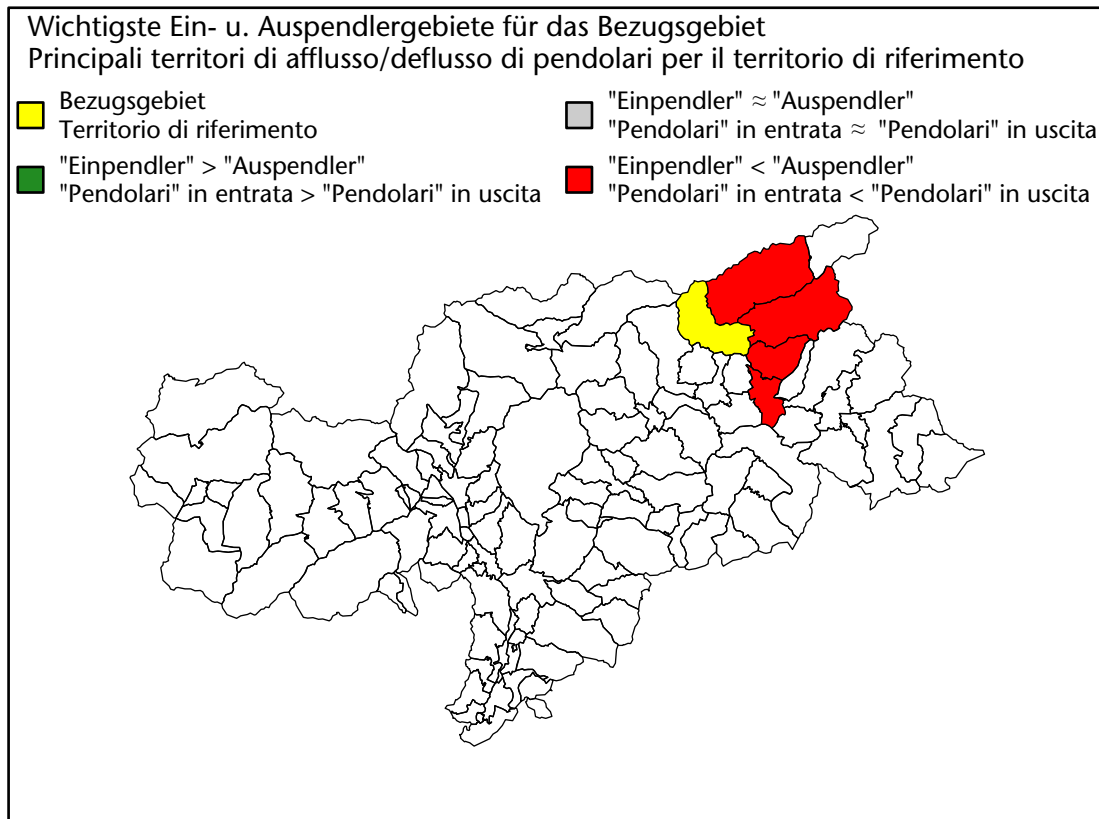 Wichtigste Ein- u. Auspendlergebiete für das Bezugsgebiet
Principali territori di afflusso/deflusso di pendolari per il territorio di riferimento
Bezugsgebiet
Territorio di riferimento
"Einpendler" > "Auspendler"
"Pendolari" in entrata > "Pendolari" in uscita
"Einpendler" ≈ "Auspendler"
"Pendolari" in entrata ≈ "Pendolari" in uscita
"Einpendler" < "Auspendler"
"Pendolari" in entrata < "Pendolari" in uscita